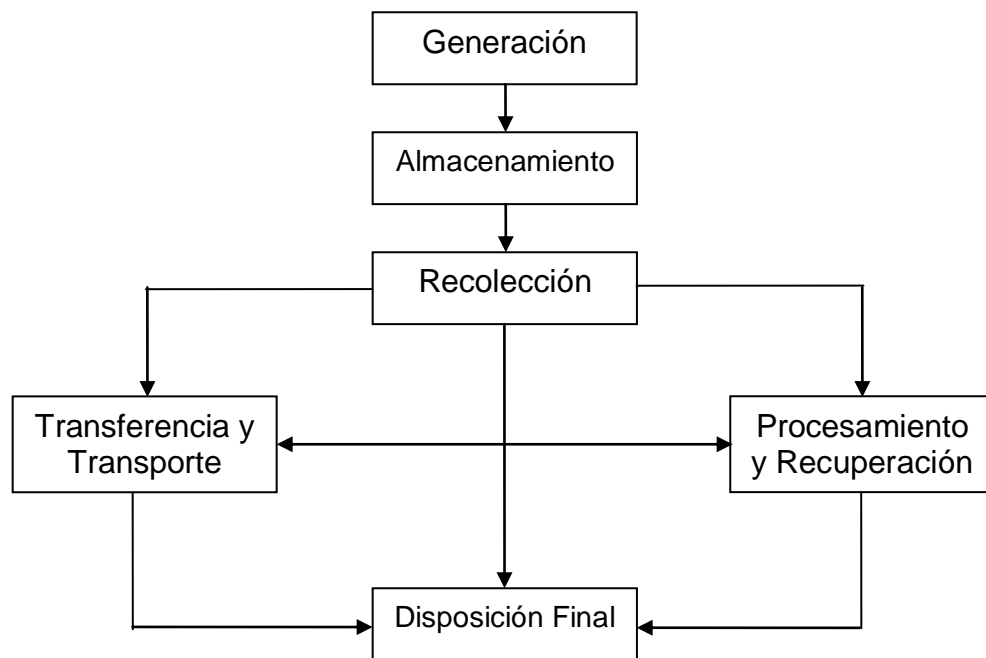 Generación
Almacenamiento
Recolección
Transferencia y
Transporte
Procesamiento
y Recuperación
Disposición Final